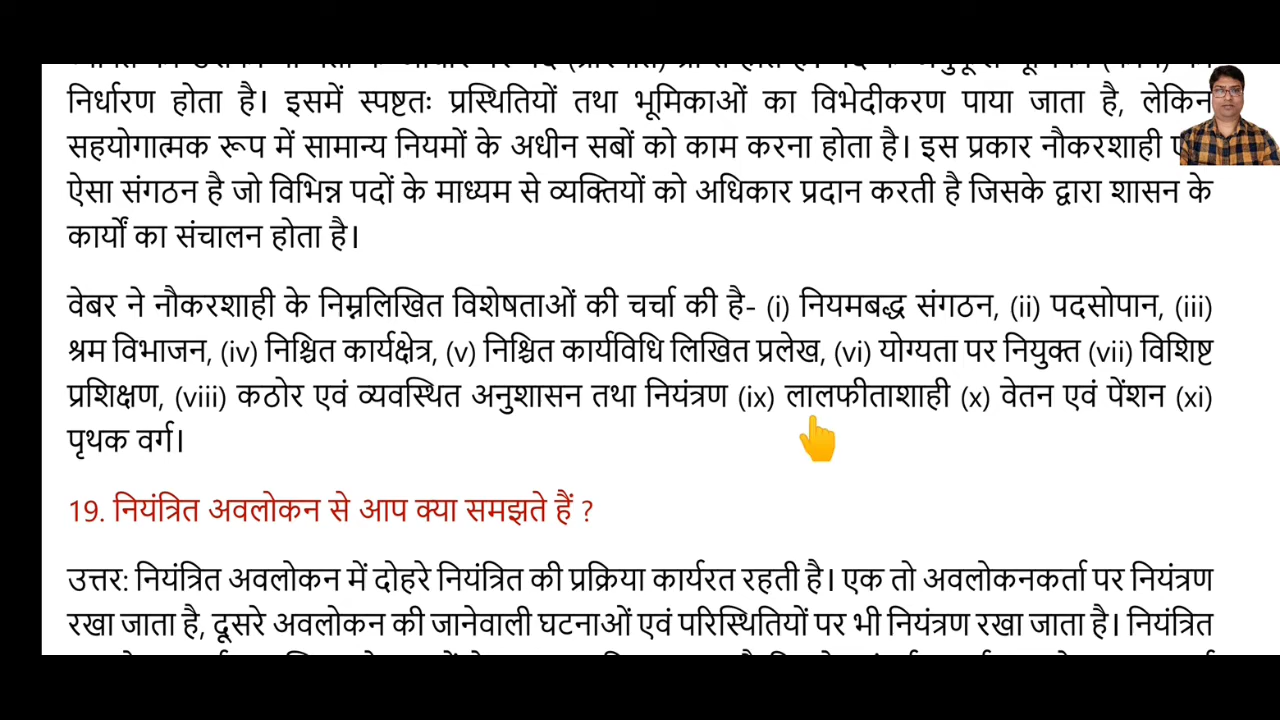 निर्धारण होता है। इसमें स्पष्टतः प्रस्थितियों तथा भूमिकाओं का विभेदीकरण पाया जाता है, लेकिन
सहयोगात्मक रूप में सामान्य नियमों के अधीन सबों को काम करना होता है। इस प्रकार नौकरशाही
ऐसा संगठन है जो विभिन्न पदों के माध्यम से व्यक्तियों को अधिकार प्रदान करती है जिसके द्वारा शासन के
कार्यों का संचालन होता है।
वेबर ने नौकरशाही के निम्नलिखित विशेषताओं की चर्चा की है- (i) नियमबद्ध संगठन, (ii) पदसोपान, (iii)
श्रम विभाजन, (iv) निश्चित कार्यक्षेत्र, (v) निश्चित कार्यविधि लिखित प्रलेख, (vi) योग्यता पर नियुक्त (vii) विशिष्ट
प्रशिक्षण, (viii) कठोर एवं व्यवस्थित अनुशासन तथा नियंत्रण (ix) लालफीताशाही (x) वेतन एवं पेंशन (xi)
पृथक वर्ग।
19. नियंत्रित अवलोकन से आप क्या समझते हैं ?
उत्तर: नियंत्रित अवलोकन में दोहरे नियंत्रित की प्रक्रिया कार्यरत रहती है। एक तो अवलोकनकर्ता पर नियंत्रण
रखा जाता है, दूसरे अवलोकन की जानेवाली घटनाओं एवं परिस्थितियों पर भी नियंत्रण रखा जाता है। नियंत्रित